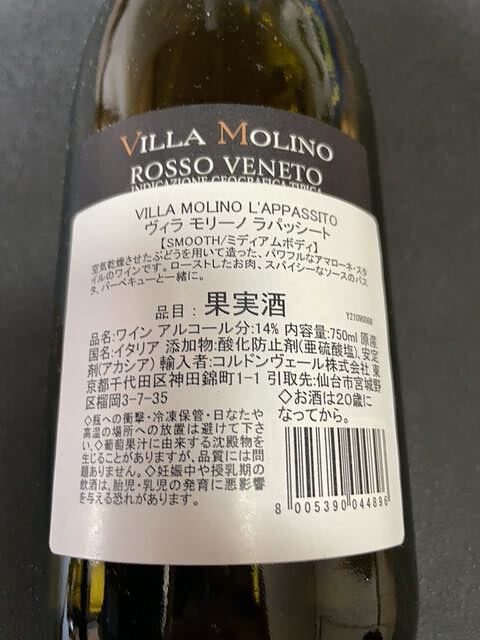 VILLA MOLINO
ROSSO VENETO
INDICAZIONE GEOGRAFICA TIPICA
VILLA MOLINO L'APPASSITO
ヴィラ モリーノ ラパッシート
【SMOOTH/ミディアムボディ】
空気乾燥させたぶどうを用いて造った、パワフルなアマローネ・スタ
イルのワインです。ローストしたお肉、スパイシーなソースのパス
タ、バーベキューと一緒に。
品目：果実酒
Y21090069
品名:ワイン アルコール分:14% 内容量:750ml 原産
国名:イタリア 添加物:酸化防止剤(亜硫酸塩)、安定
剤(アカシア) 輸入者:コルドンヴェール株式会社 東
京都千代田区神田錦町1-1 引取先:仙台市宮城野
区榴岡3-7-35
◇お酒は20歳に
なってから。
◇瓶への衝撃・冷凍保管・日なたや
高温の場所への放置は避けて下さ
い。◇葡萄果汁に由来する沈殿物を
生じることがありますが、品質には問
題ありません。◇妊娠中や授乳期の
飲酒は、胎児・乳児の発育に悪影響
を与える恐れがあります。
8 005390 044896